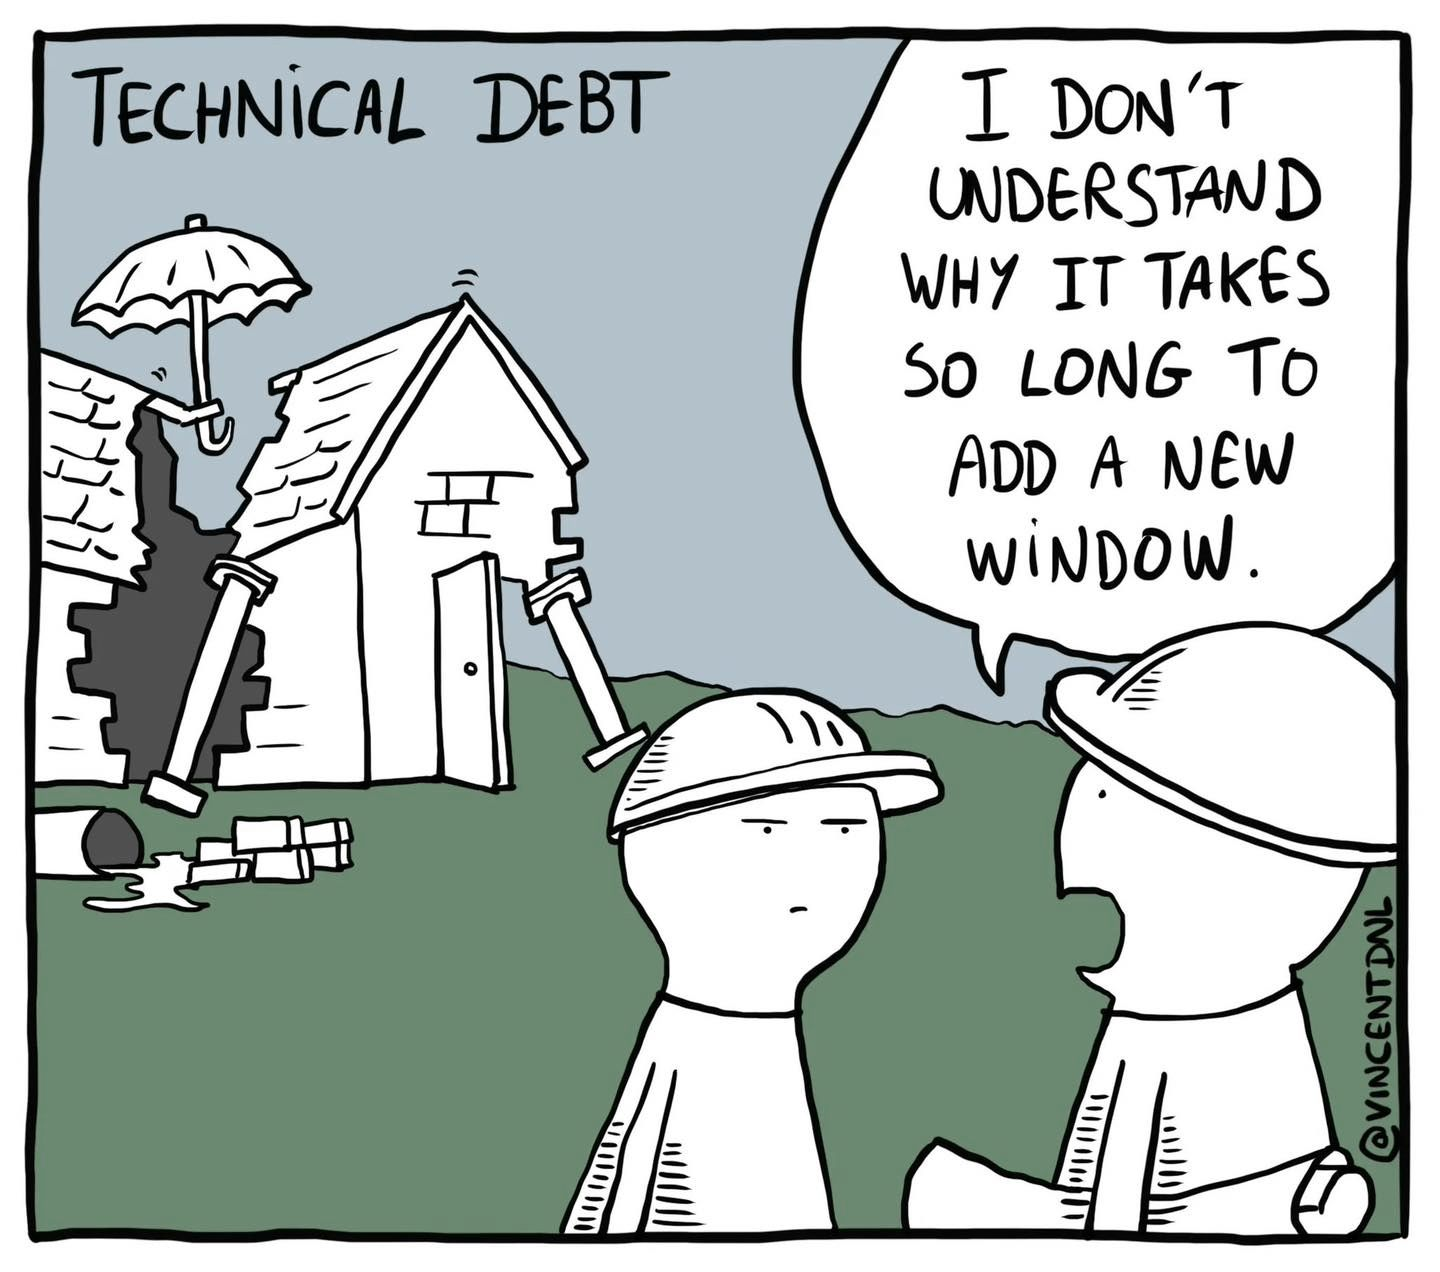 TECHNICAL DEBT
I DON'T
UNDERSTAND
WHY IT TAKES
SO LONG TO
ADD A NEW
WINDOW.
@VINCENTDNL